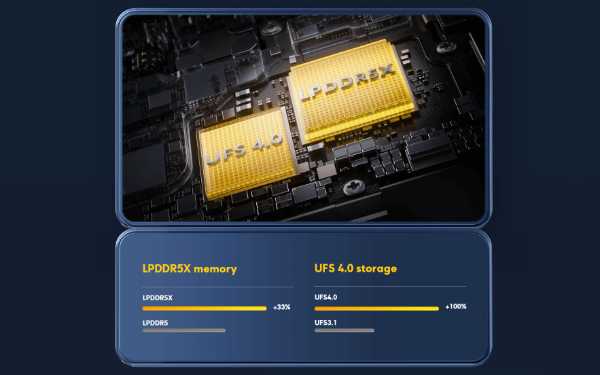 LPDDR5X
UFS 4.0
LPDDR5X memory
LPDDR5X
+33%
LPDDR5
UFS 4.0 storage
UFS4.0
+100%
UFS3.1